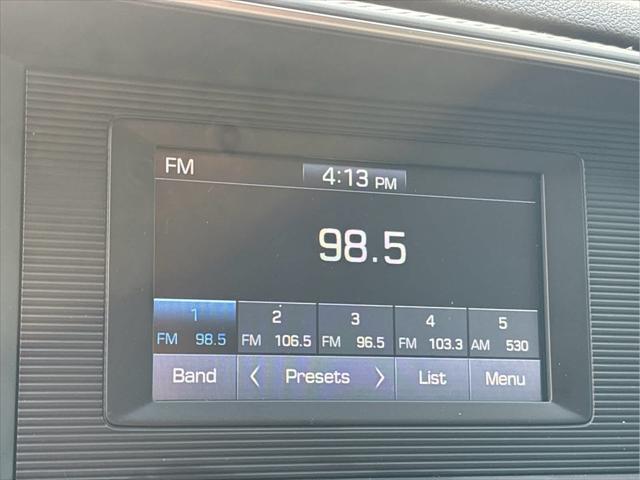 FM 4:13 PM
98.5
1 2 3 4 5
FM 98.5 FM 106.5 FM 96.5 FM 103.3 AM 530
Band < Presets > List Menu